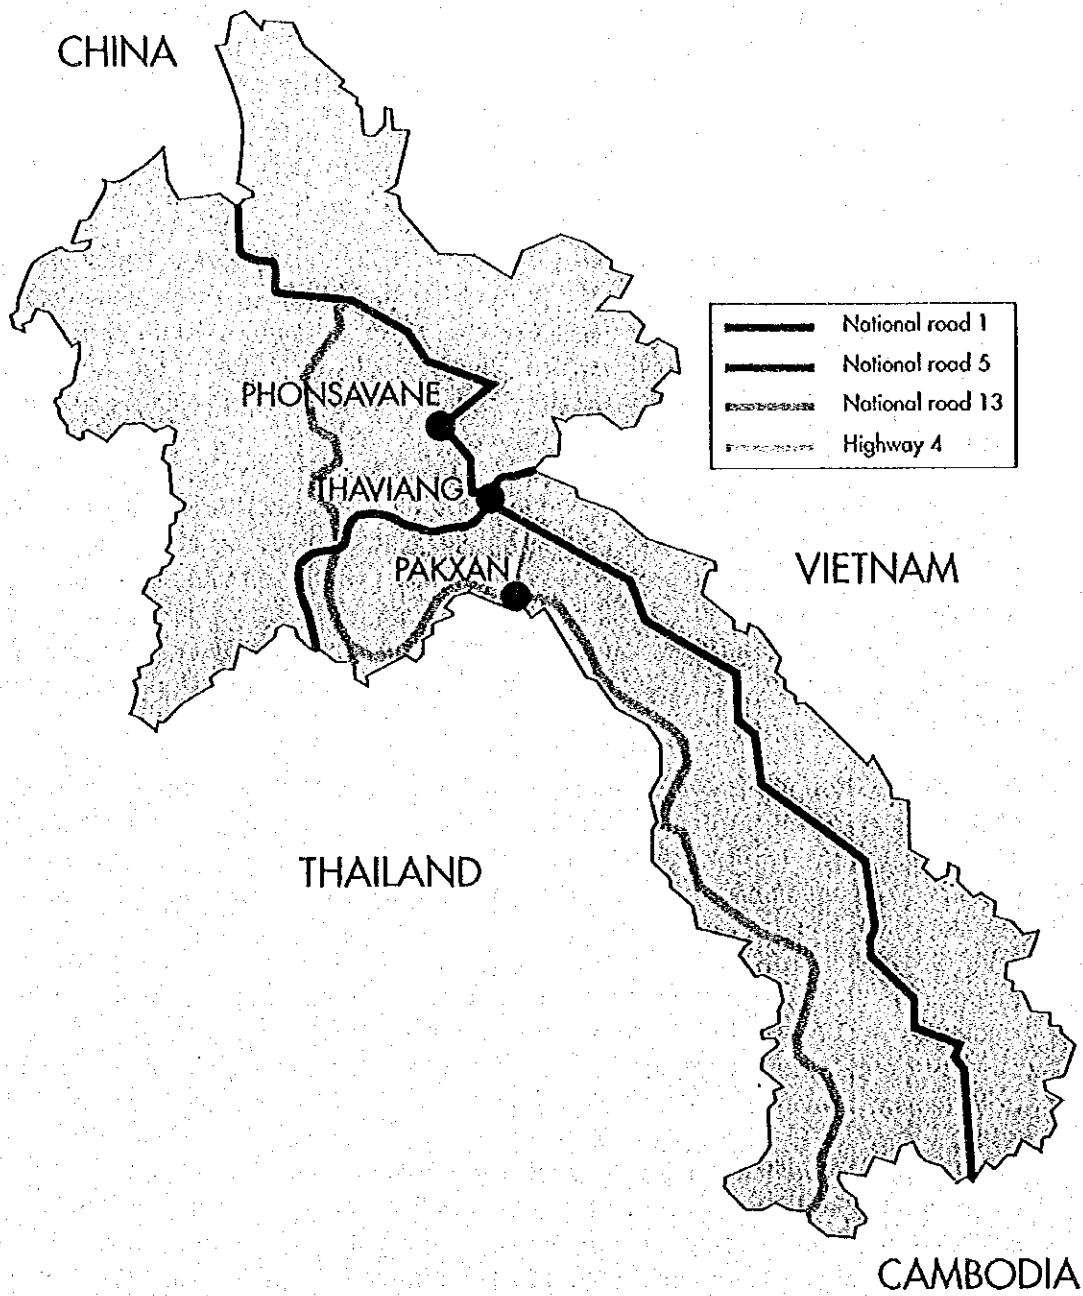 CHINA
National road 1
National road 5
National road 13
Highway 4
PHONSAVANE
THAVIANG
PAKXAN
VIETNAM
THAILAND
CAMBODIA